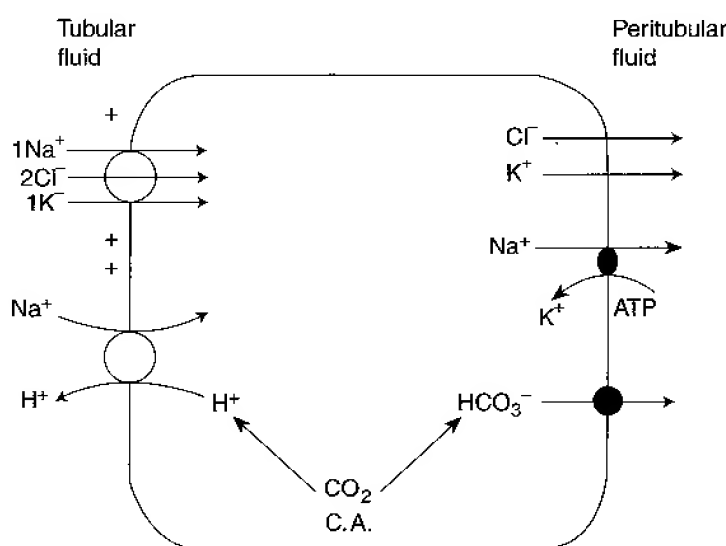 Tubular
fluid
Peritubular
fluid
+
1Na⁺
2Cl⁻
1K⁻
+
+
Na⁺
H⁺
H⁺
Cl⁻
K⁺
Na⁺
K⁺
ATP
HCO₃⁻
CO₂
C.A.